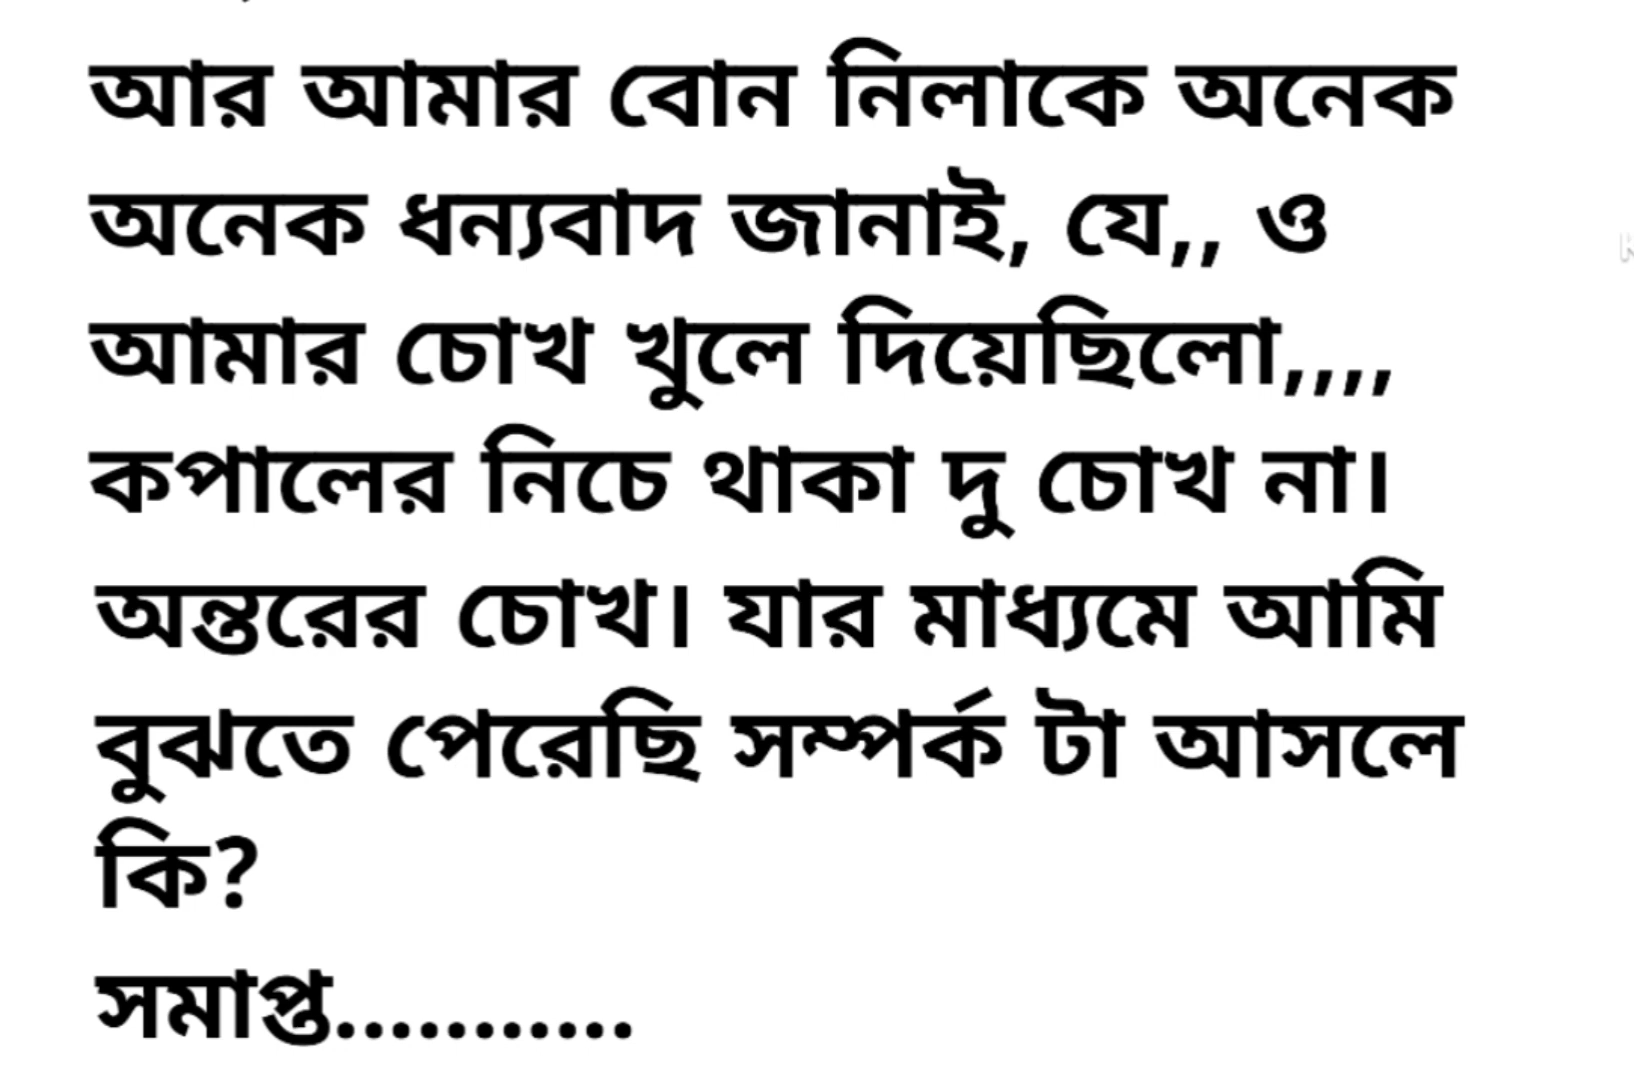 আর আমার বোন নিলাকে অনেক
অনেক ধন্যবাদ জানাই, যে,, ও
আমার চোখ খুলে দিয়েছিলো,,,,
কপালের নিচে থাকা দু চোখ না।
অন্তরের চোখ। যার মাধ্যমে আমি
বুঝতে পেরেছি সম্পর্ক টা আসলে
কি?
সমাপ্ত...........